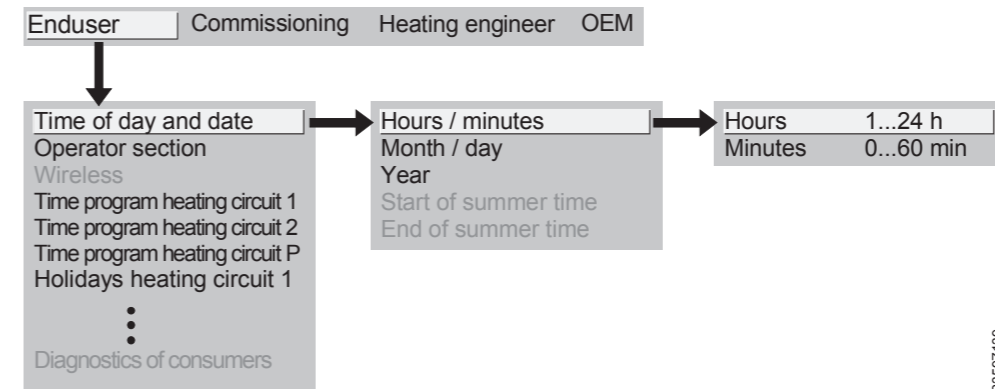 Enduser Commissioning Heating engineer OEM
Time of day and date
Operator section
Wireless
Time program heating circuit 1
Time program heating circuit 2
Time program heating circuit P
Holidays heating circuit 1
Diagnostics of consumers
Hours / minutes
Month / day
Year
Start of summer time
End of summer time
Hours 1...24 h
Minutes 0...60 min